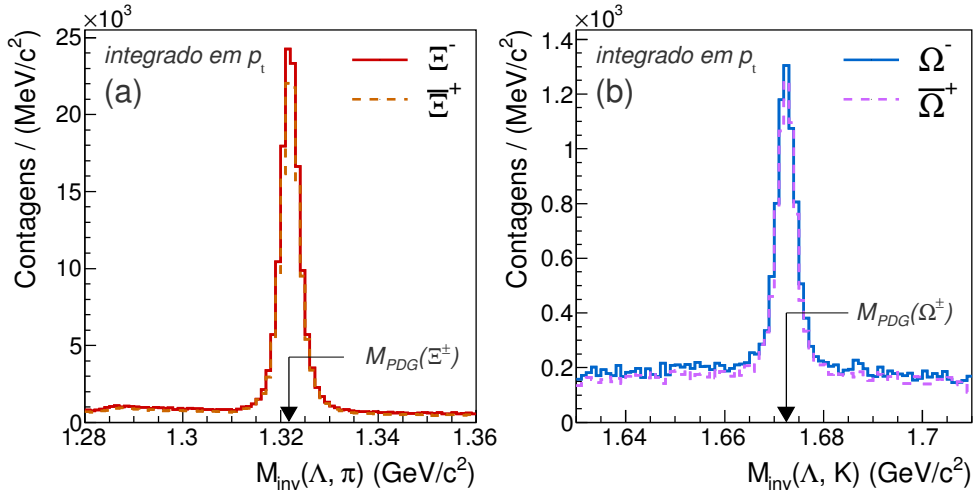 ×10³
integrado em pₜ
(a)
Ξ⁻
Ξ̅⁺
Contagens / (MeV/c²)
25
20
15
10
5
0
M_PDG(Ξ±)
1.28
1.3
1.32
1.34
1.36
M_inv(Λ, π) (GeV/c²)
×10³
integrado em pₜ
(b)
Ω⁻
Ω̅⁺
Contagens / (MeV/c²)
1.4
1.2
1
0.8
0.6
0.4
0.2
0
M_PDG(Ω±)
1.64
1.66
1.68
1.7
M_inv(Λ, K) (GeV/c²)